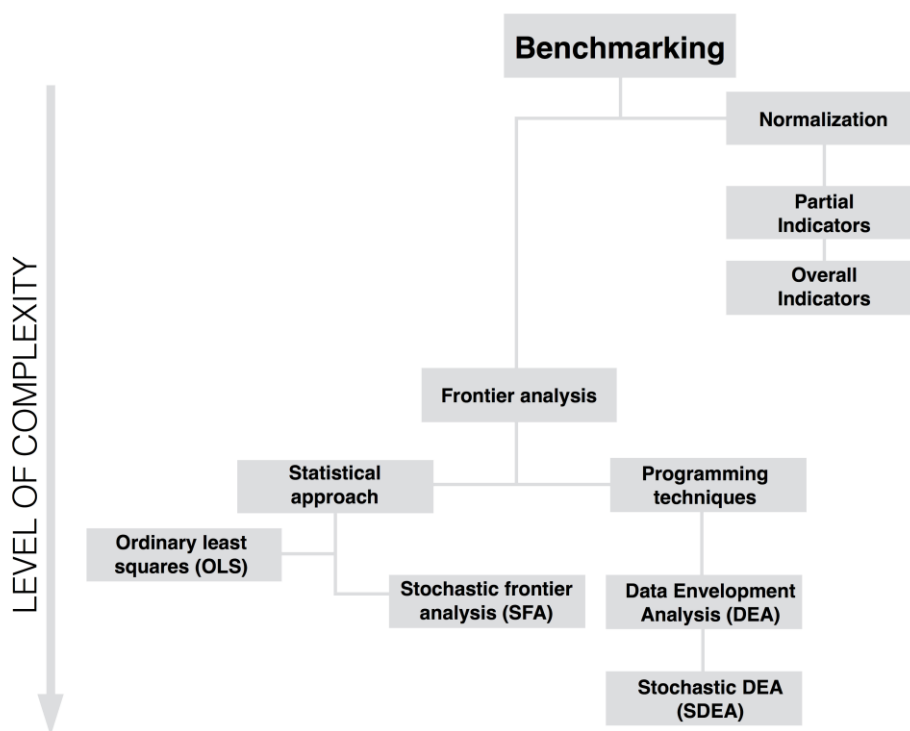 Benchmarking
Normalization
Partial
Indicators
Overall
Indicators
LEVEL OF COMPLEXITY
Frontier analysis
Statistical
approach
Programming
techniques
Ordinary least
squares (OLS)
Stochastic frontier
analysis (SFA)
Data Envelopment
Analysis (DEA)
Stochastic DEA
(SDEA)